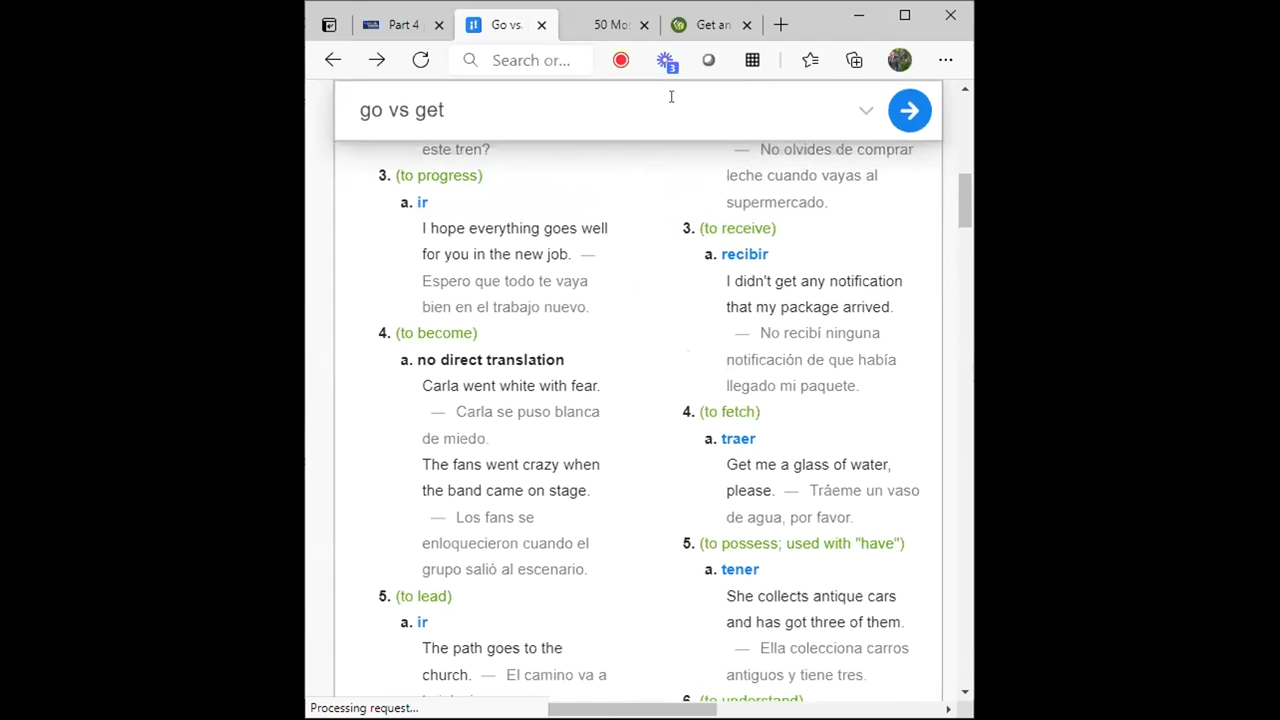 Part 4
Go vs.
50 Mo
Get an
Search or...
3
go vs get
este tren?
3. (to progress)
a. ir
I hope everything goes well
for you in the new job. —
Espero que todo te vaya
bien en el trabajo nuevo.
4. (to become)
a. no direct translation
Carla went white with fear.
— Carla se puso blanca
de miedo.
The fans went crazy when
the band came on stage.
— Los fans se
enloquecieron cuando el
grupo salió al escenario.
5. (to lead)
a. ir
The path goes to the
church. — El camino va a
— No olvides de comprar
leche cuando vayas al
supermercado.
3. (to receive)
a. recibir
I didn't get any notification
that my package arrived.
— No recibí ninguna
notificación de que había
llegado mi paquete.
4. (to fetch)
a. traer
Get me a glass of water,
please. — Tráeme un vaso
de agua, por favor.
5. (to possess; used with "have")
a. tener
She collects antique cars
and has got three of them.
— Ella colecciona carros
antiguos y tiene tres.
6. (to understand)
Processing request...